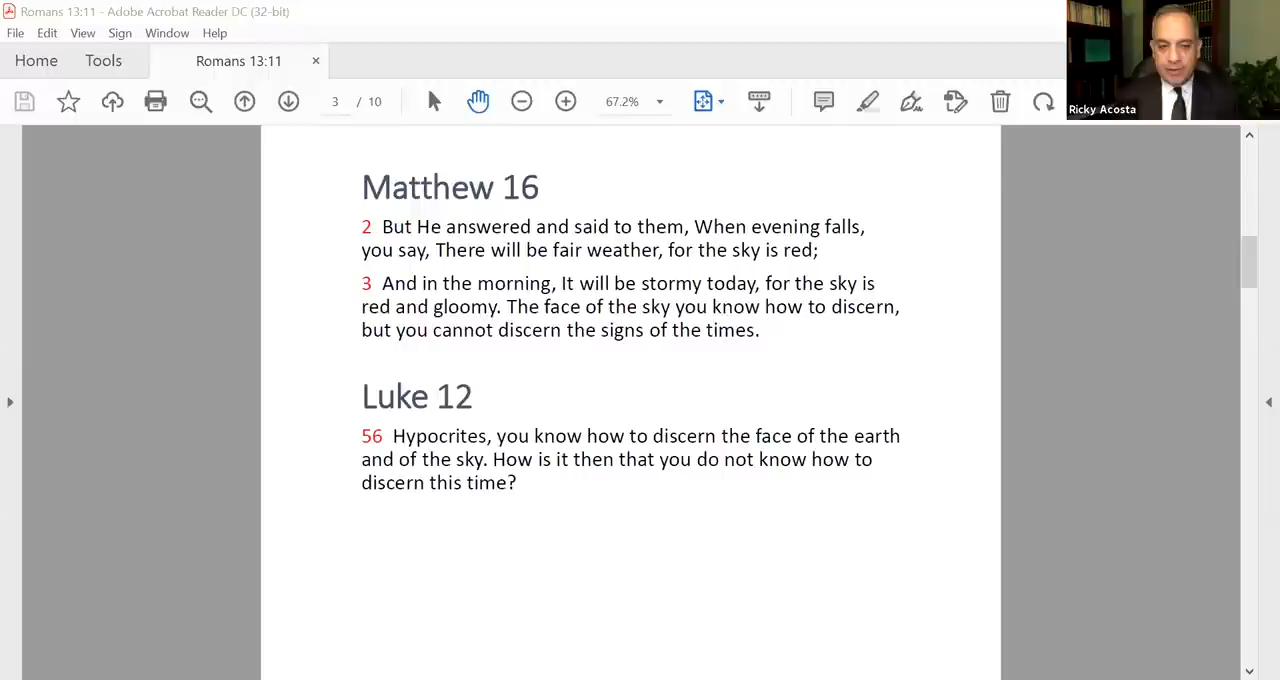 Romans 13:11 - Adobe Acrobat Reader DC (32-bit)
File Edit View Sign Window Help
Home Tools Romans 13:11 ×
3 / 10 67.2%
Ricky Acosta
Matthew 16
2 But He answered and said to them, When evening falls,
you say, There will be fair weather, for the sky is red;
3 And in the morning, It will be stormy today, for the sky is
red and gloomy. The face of the sky you know how to discern,
but you cannot discern the signs of the times.
Luke 12
56 Hypocrites, you know how to discern the face of the earth
and of the sky. How is it then that you do not know how to
discern this time?